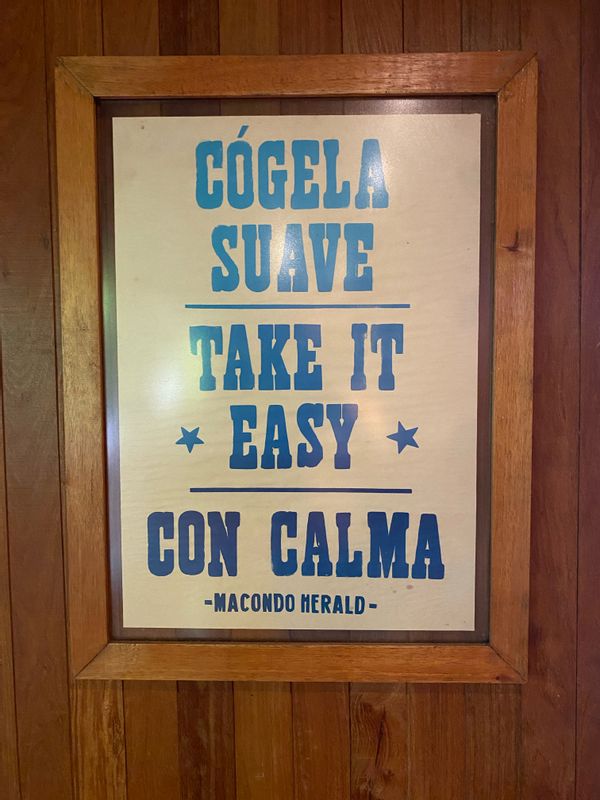 CÓGELA
SUAVE
TAKE IT
EASY
CON CALMA
-MACONDO HERALD-